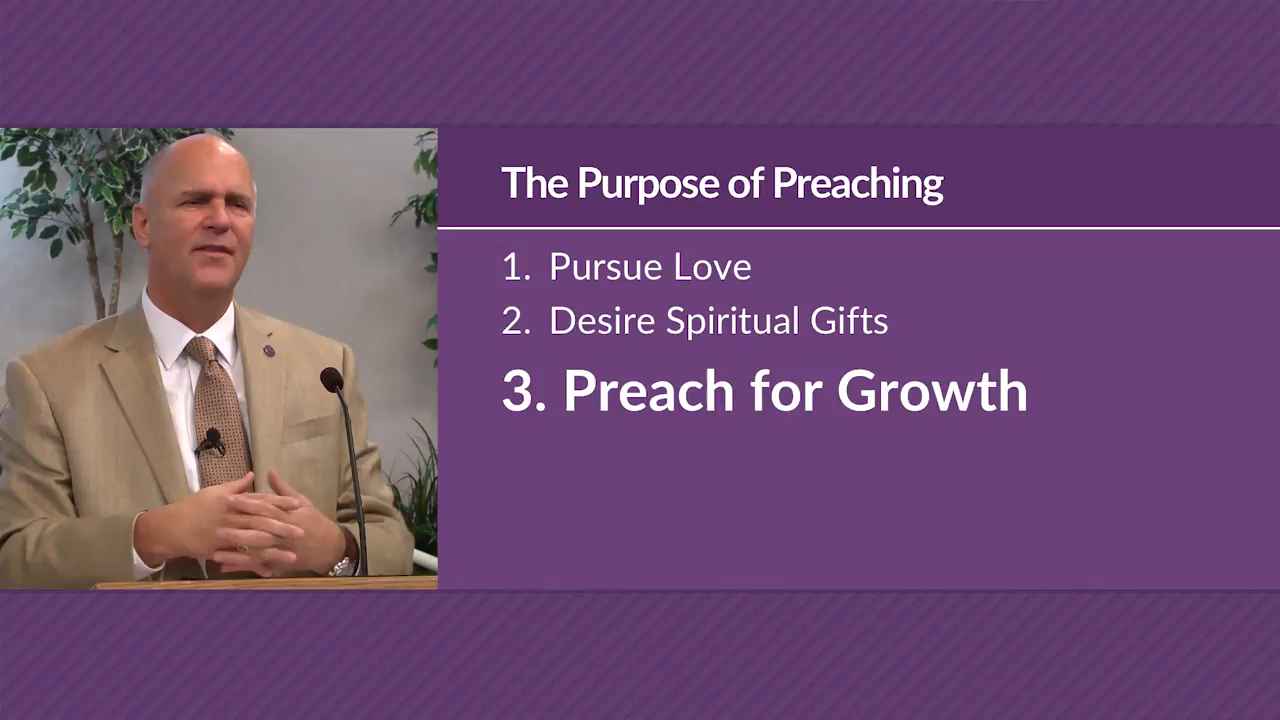 The Purpose of Preaching
1. Pursue Love
2. Desire Spiritual Gifts
3. Preach for Growth